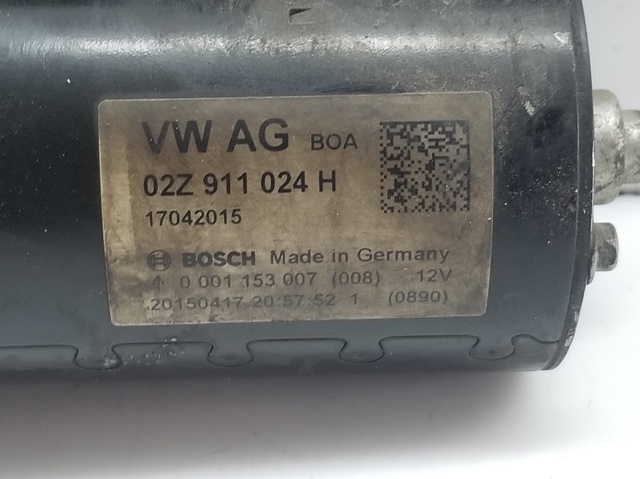 VW AG BOA
02Z 911 024 H
17042015
BOSCH Made in Germany
0 001 153 007 (008) 12V
20150417 20:57:52 1 (0890)